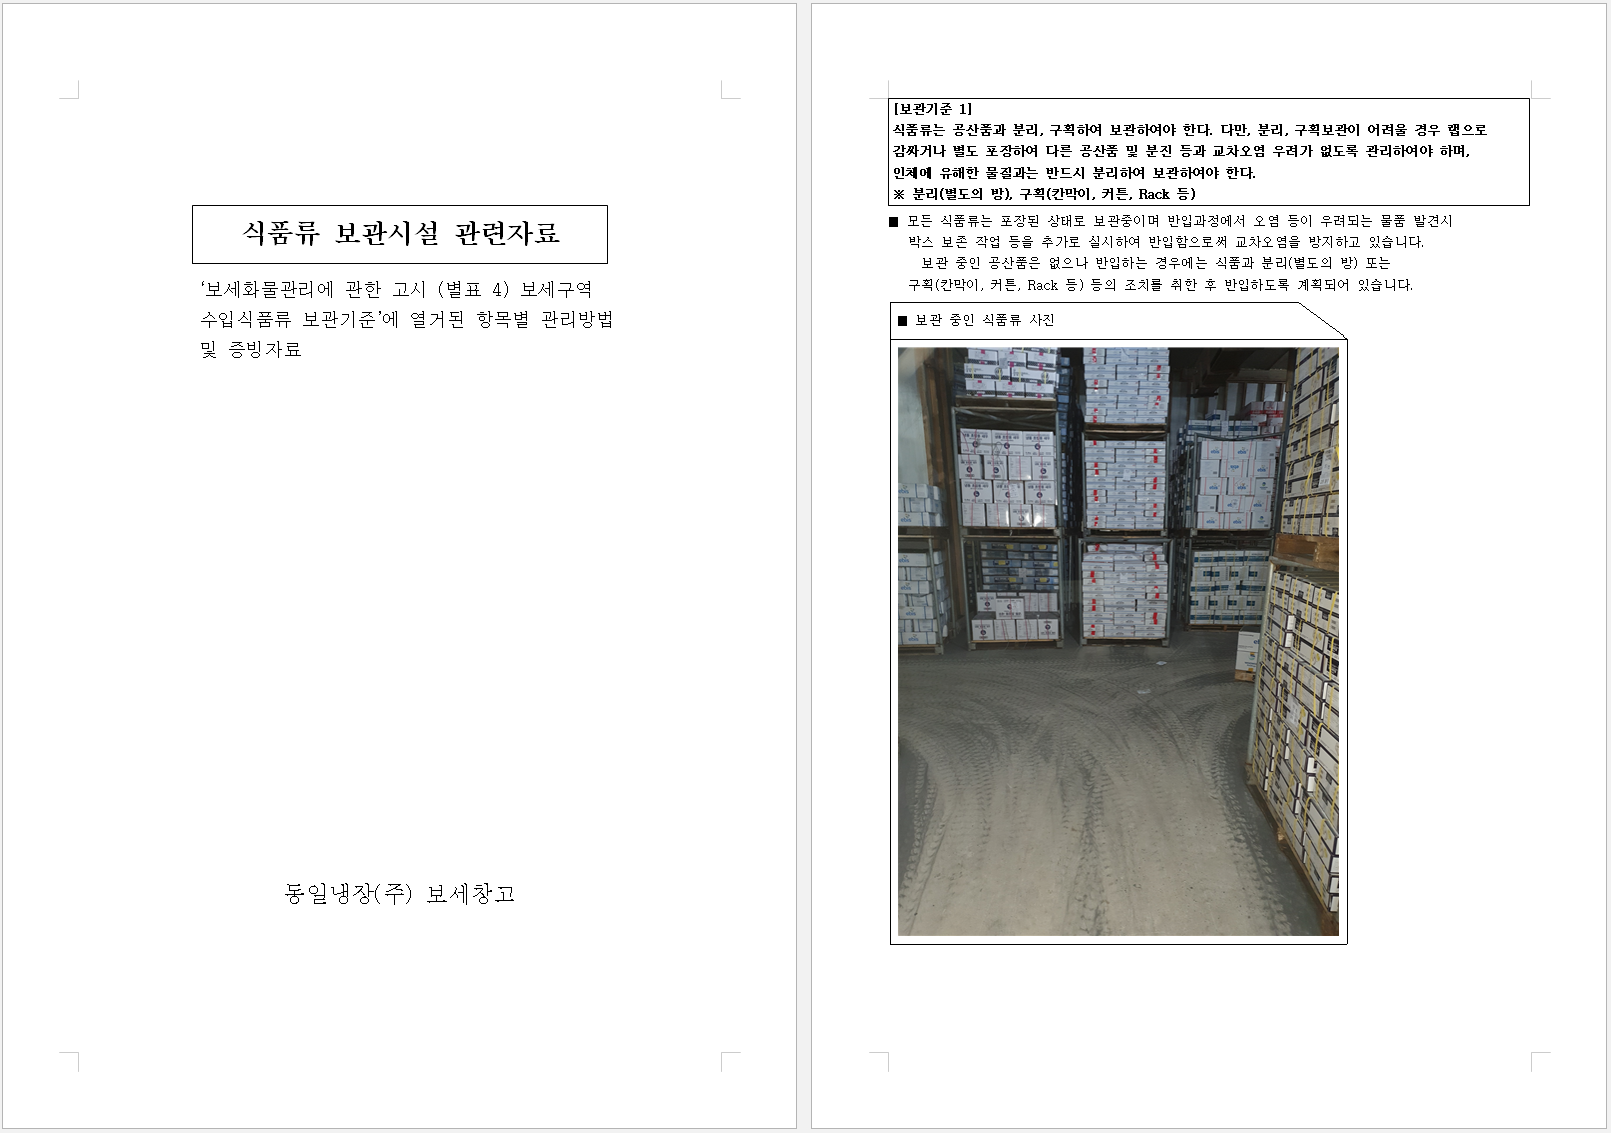 식품류 보관시설 관련자료
‘보세화물관리에 관한 고시 (별표 4) 보세구역
수입식품류 보관기준’에 열거된 항목별 관리방법
및 증빙자료
동일냉장(주) 보세창고
[보관기준 1]
식품류는 공산품과 분리, 구획하여 보관하여야 한다. 다만, 분리, 구획보관이 어려울 경우 랩으로
감싸거나 별도 포장하여 다른 공산품 및 분진 등과 교차오염 우려가 없도록 관리하여야 하며,
인체에 유해한 물질과는 반드시 분리하여 보관하여야 한다.
※ 분리(별도의 방), 구획(칸막이, 커튼, Rack 등)
■ 모든 식품류는 포장된 상태로 보관중이며 반입과정에서 오염 등이 우려되는 물품 발견시
박스 보존 작업 등을 추가로 실시하여 반입함으로써 교차오염을 방지하고 있습니다.
보관 중인 공산품은 없으나 반입하는 경우에는 식품과 분리(별도의 방) 또는
구획(칸막이, 커튼, Rack 등) 등의 조치를 취한 후 반입하도록 계획되어 있습니다.
■ 보관 중인 식품류 사진